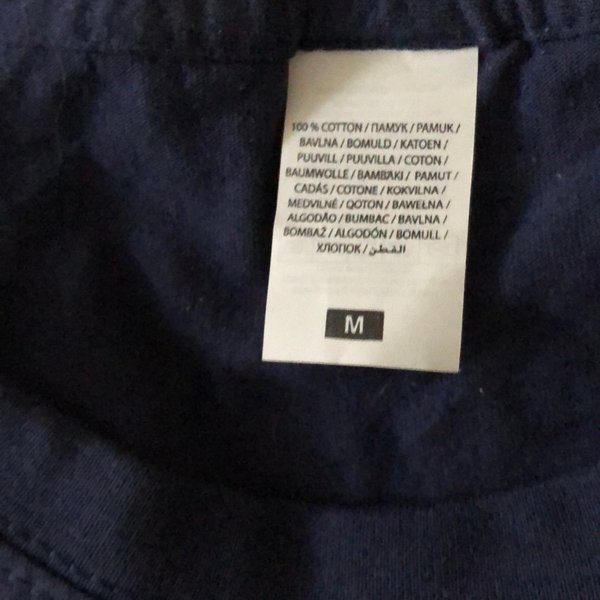 100 % COTTON / ПАМУК / PAMUK /
BAVLNA / BOMULD / KATOEN /
PUUVILL / PUUVILLA / COTON /
BAUMWOLLE / BAMBAKI / PAMUT /
CADÁS / COTONE / KOKVILNA /
MEDVILNĖ / QOTON / BAWEŁNA /
ALGODÃO / BUMBAC / BAVLNA /
BOMBAŽ / ALGODÓN / BOMULL /
ХЛОПОК / القطن
M